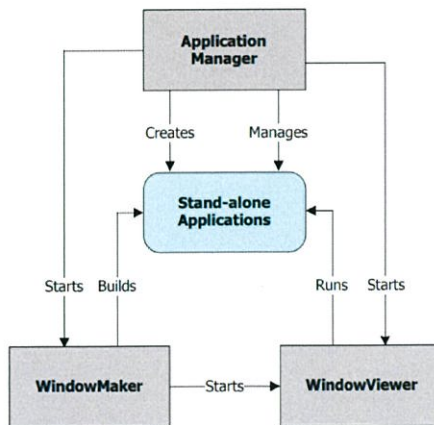 Application
Manager
Creates
Manages
Stand-alone
Applications
Starts
Builds
Runs
Starts
WindowMaker
Starts
WindowViewer